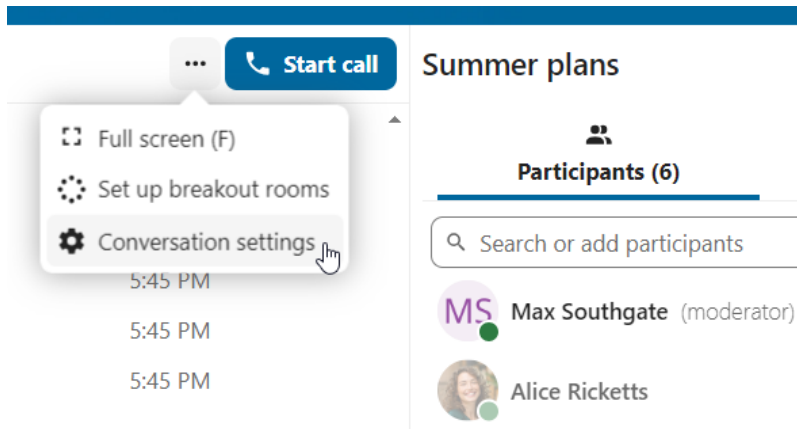 ... Start call
Full screen (F)
Set up breakout rooms
Conversation settings
5:45 PM
5:45 PM
5:45 PM
Summer plans
Participants (6)
Search or add participants
MS Max Southgate (moderator)
Alice Ricketts